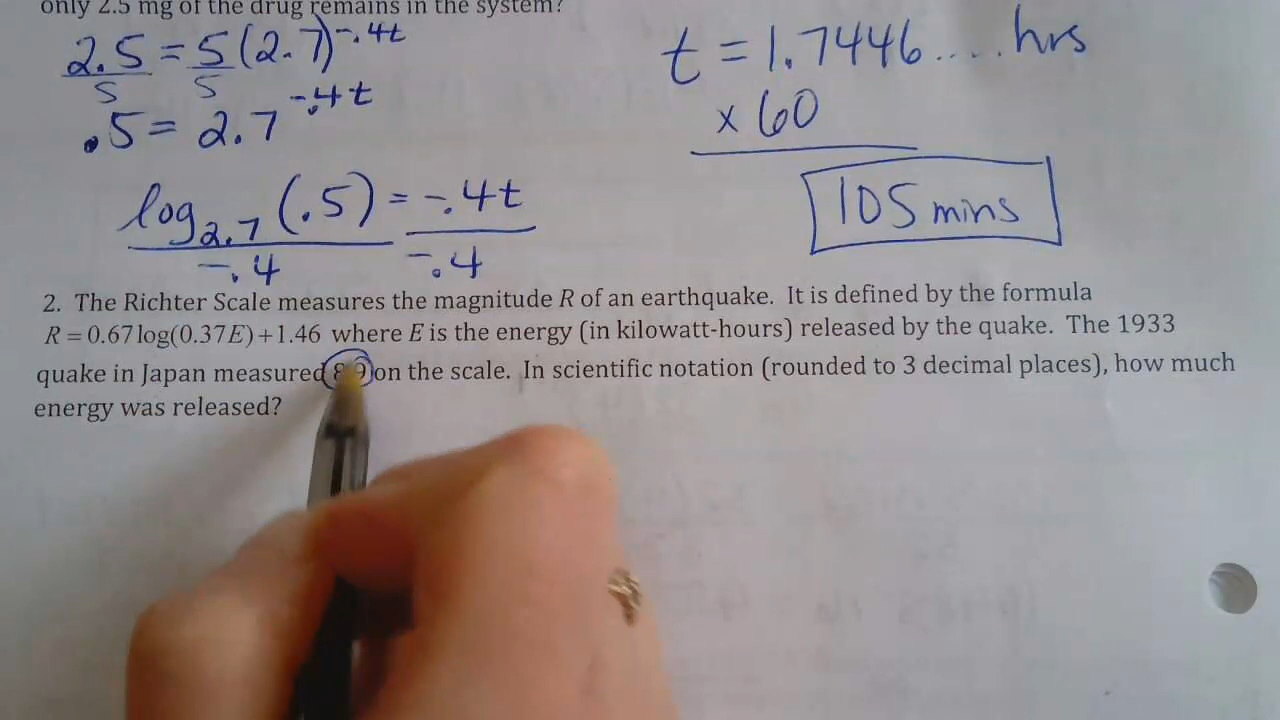 only 2.5 mg of the drug remains in the system?
2.5 = 5(2.7)^-.4t
5 5
.5 = 2.7^-.4t
log2.7(.5) = -.4t
-.4 -.4
t = 1.7446.... hrs
x 60
105 mins
2. The Richter Scale measures the magnitude R of an earthquake. It is defined by the formula
R = 0.67 log(0.37E) + 1.46 where E is the energy (in kilowatt-hours) released by the quake. The 1933
quake in Japan measured on the scale. In scientific notation (rounded to 3 decimal places), how much
energy was released?